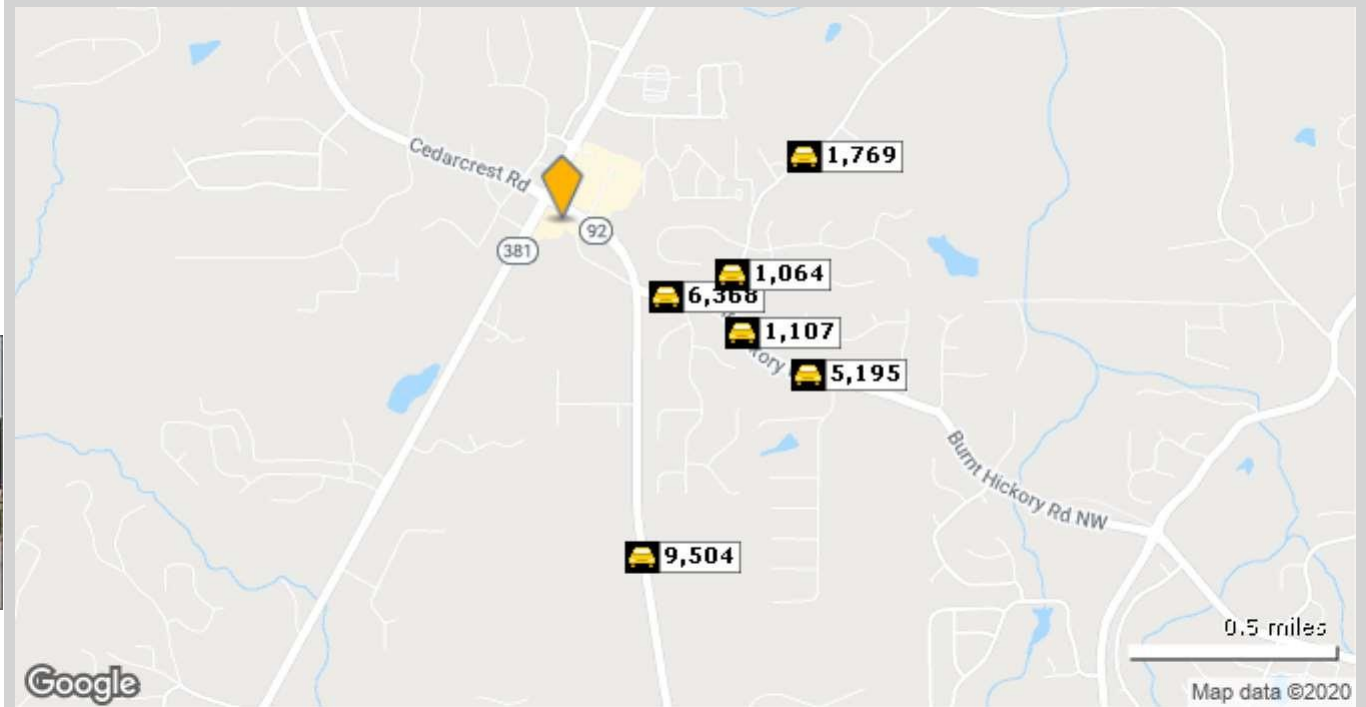 Cedarcrest Rd
1,769
92
381
1,064
6,368
1,107
5,195
Burnt Hickory Rd NW
9,504
0.5 miles
Google
Map data ©2020